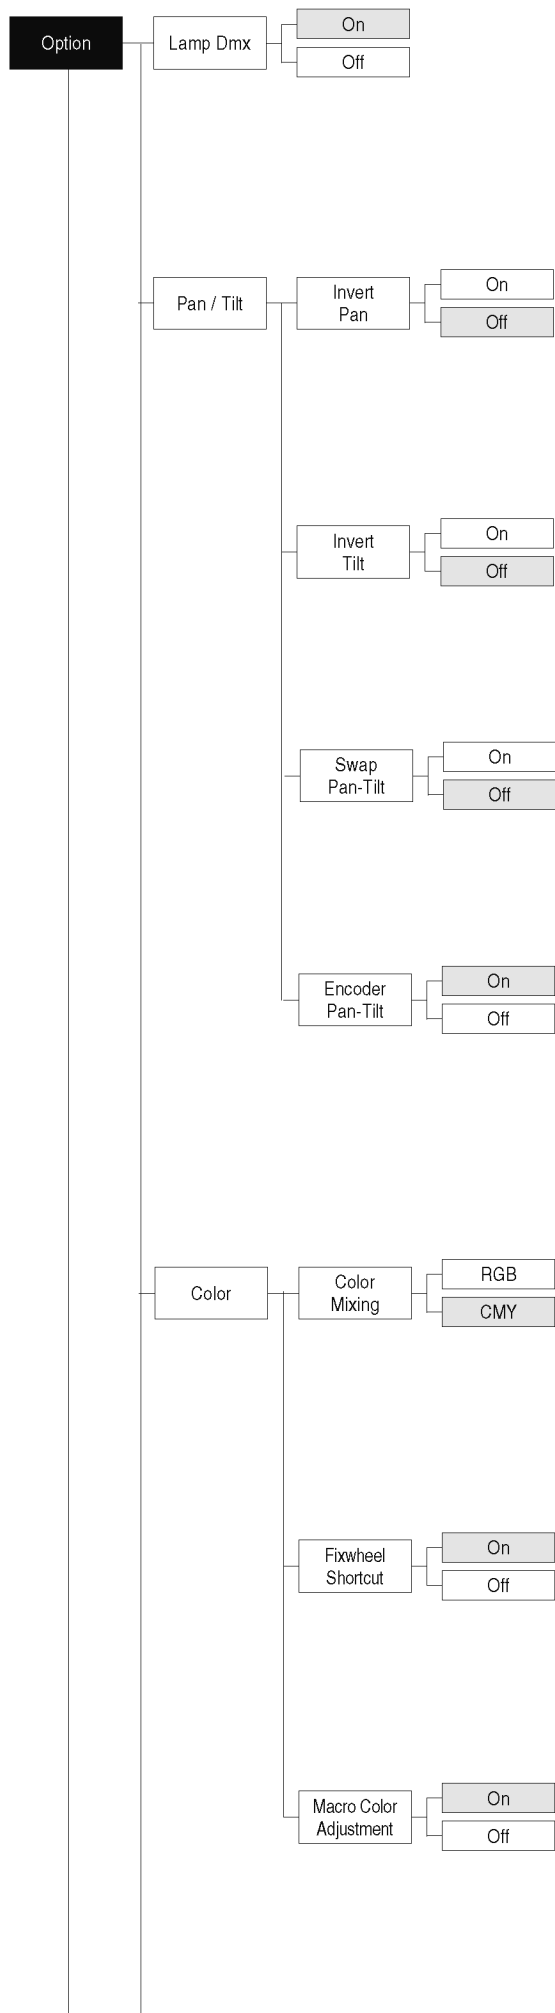 Option
Lamp Dmx
On
Off
Pan / Tilt
Invert
Pan
On
Off
Invert
Tilt
On
Off
Swap
Pan-Tilt
On
Off
Encoder
Pan-Tilt
On
Off
Color
Color
Mixing
RGB
CMY
Fixwheel
Shortcut
On
Off
Macro Color
Adjustment
On
Off